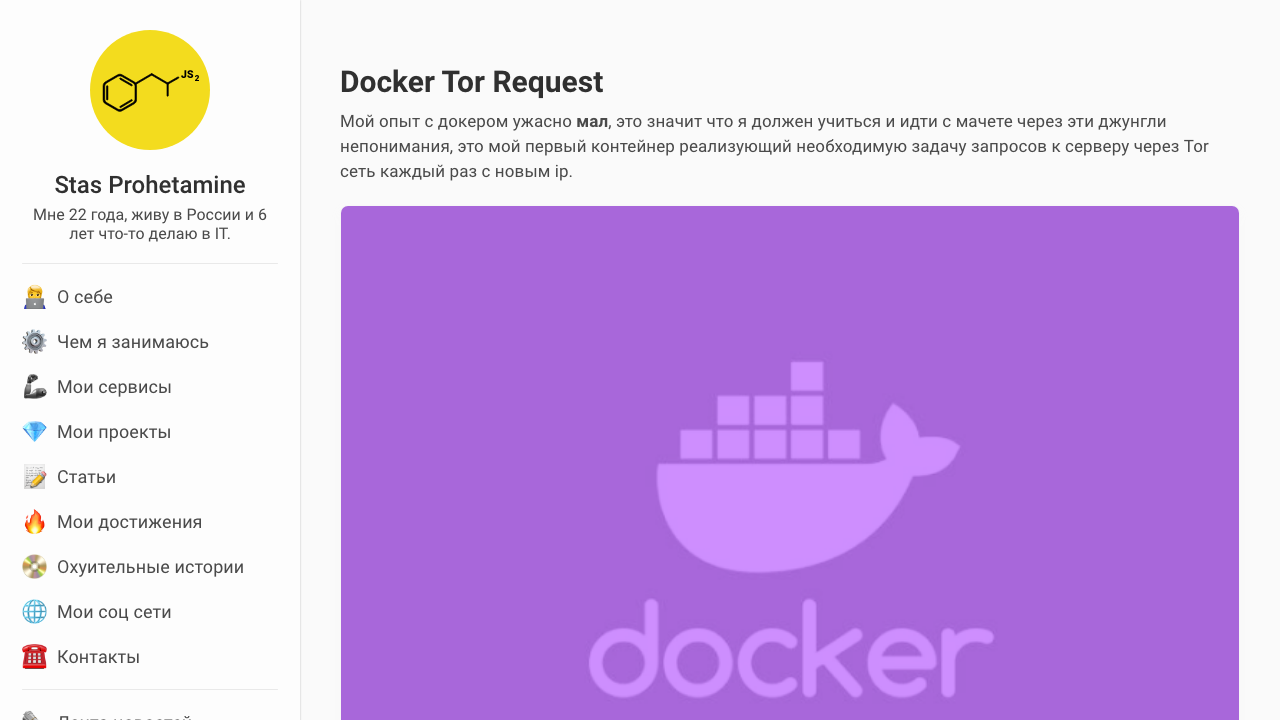 JS2
Stas Prohetamine
Мне 22 года, живу в России и 6
лет что-то делаю в IT.
О себе
Чем я занимаюсь
Мои сервисы
Мои проекты
Статьи
Мои достижения
Охуительные истории
Мои соц сети
Контакты
Лента новостей
Docker Tor Request
Мой опыт с докером ужасно мал, это значит что я должен учиться и идти с мачете через эти джунгли
непонимания, это мой первый контейнер реализующий необходимую задачу запросов к серверу через Tor
сеть каждый раз с новым ip.
docker